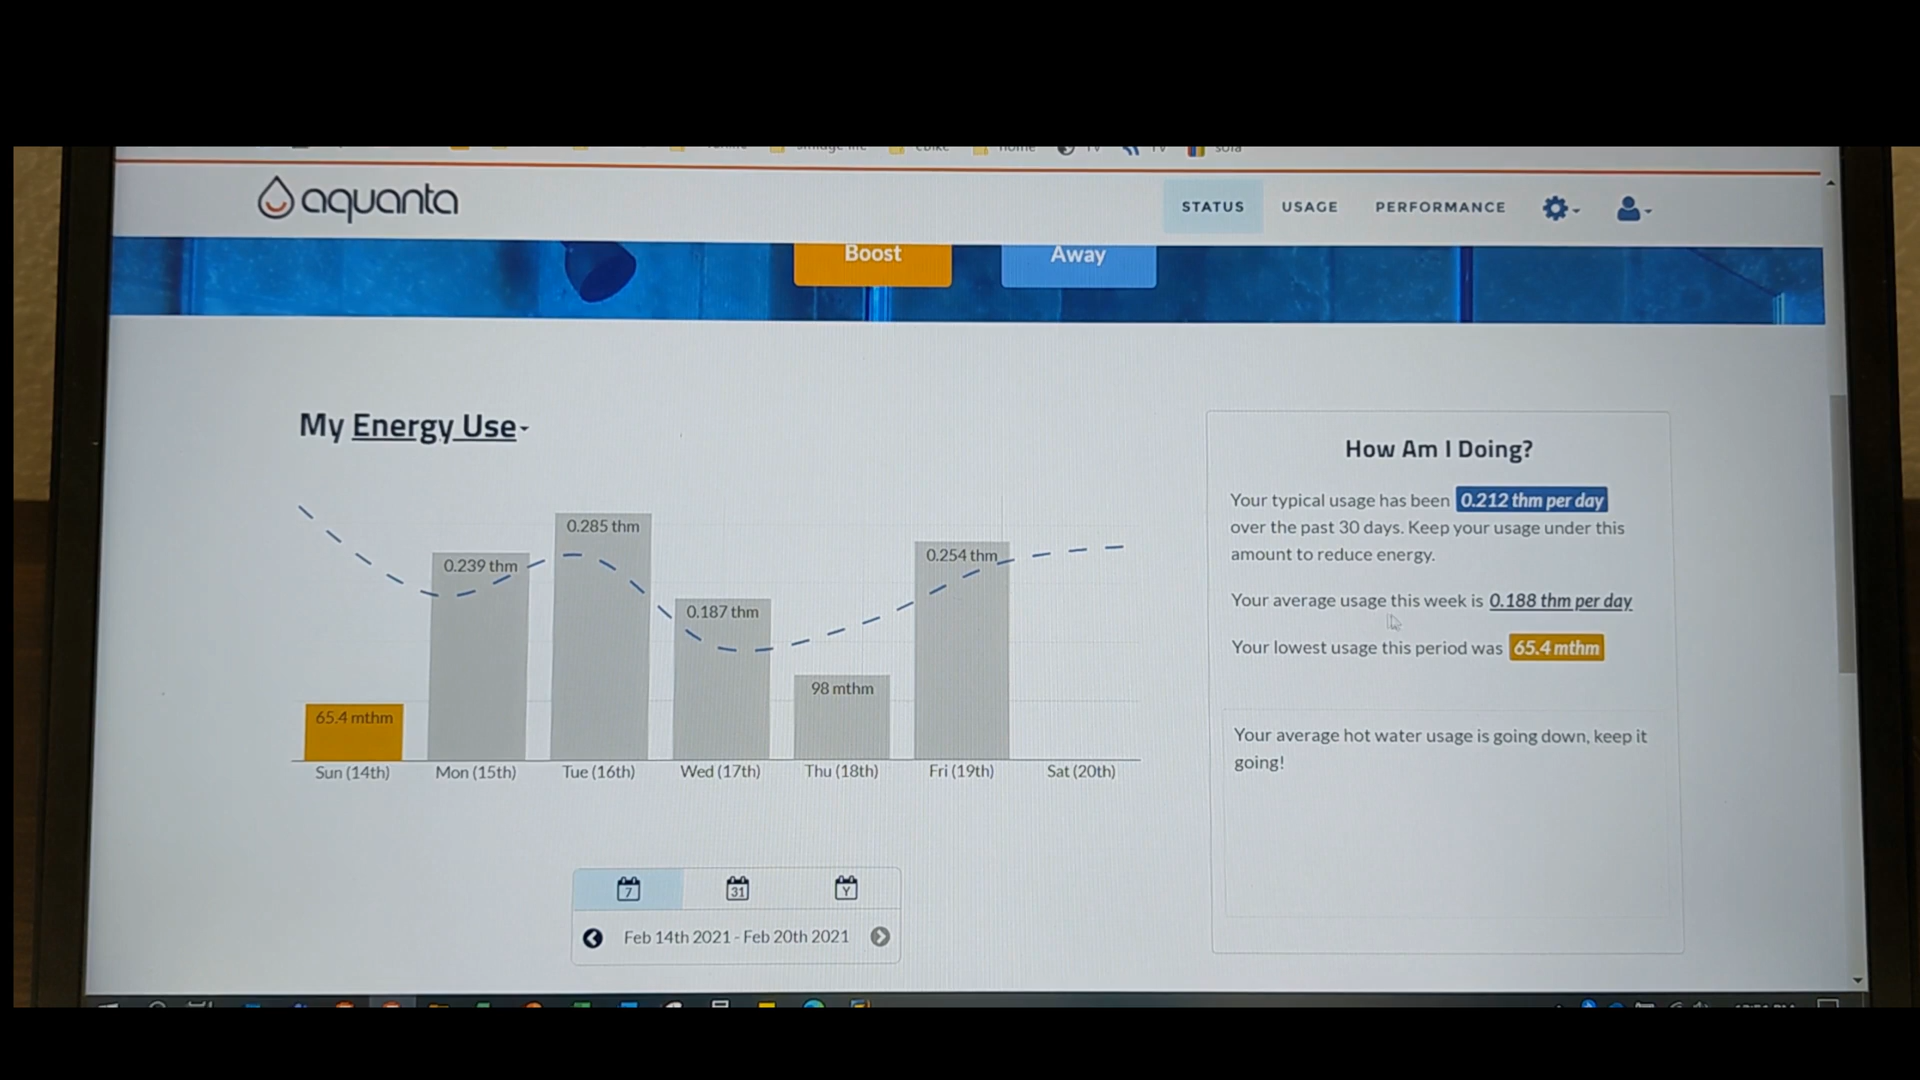 ebike
home
TV
TV
sofa
aquanta
STATUS
USAGE
PERFORMANCE
Boost
Away
My Energy Use
0.285 thm
0.239 thm
0.254 thm
0.187 thm
98 mthm
65.4 mthm
Sun (14th)
Mon (15th)
Tue (16th)
Wed (17th)
Thu (18th)
Fri (19th)
Sat (20th)
7
31
Y
Feb 14th 2021 - Feb 20th 2021
How Am I Doing?
Your typical usage has been 0.212 thm per day
over the past 30 days. Keep your usage under this
amount to reduce energy.
Your average usage this week is 0.188 thm per day
Your lowest usage this period was 65.4 mthm
Your average hot water usage is going down, keep it
going!